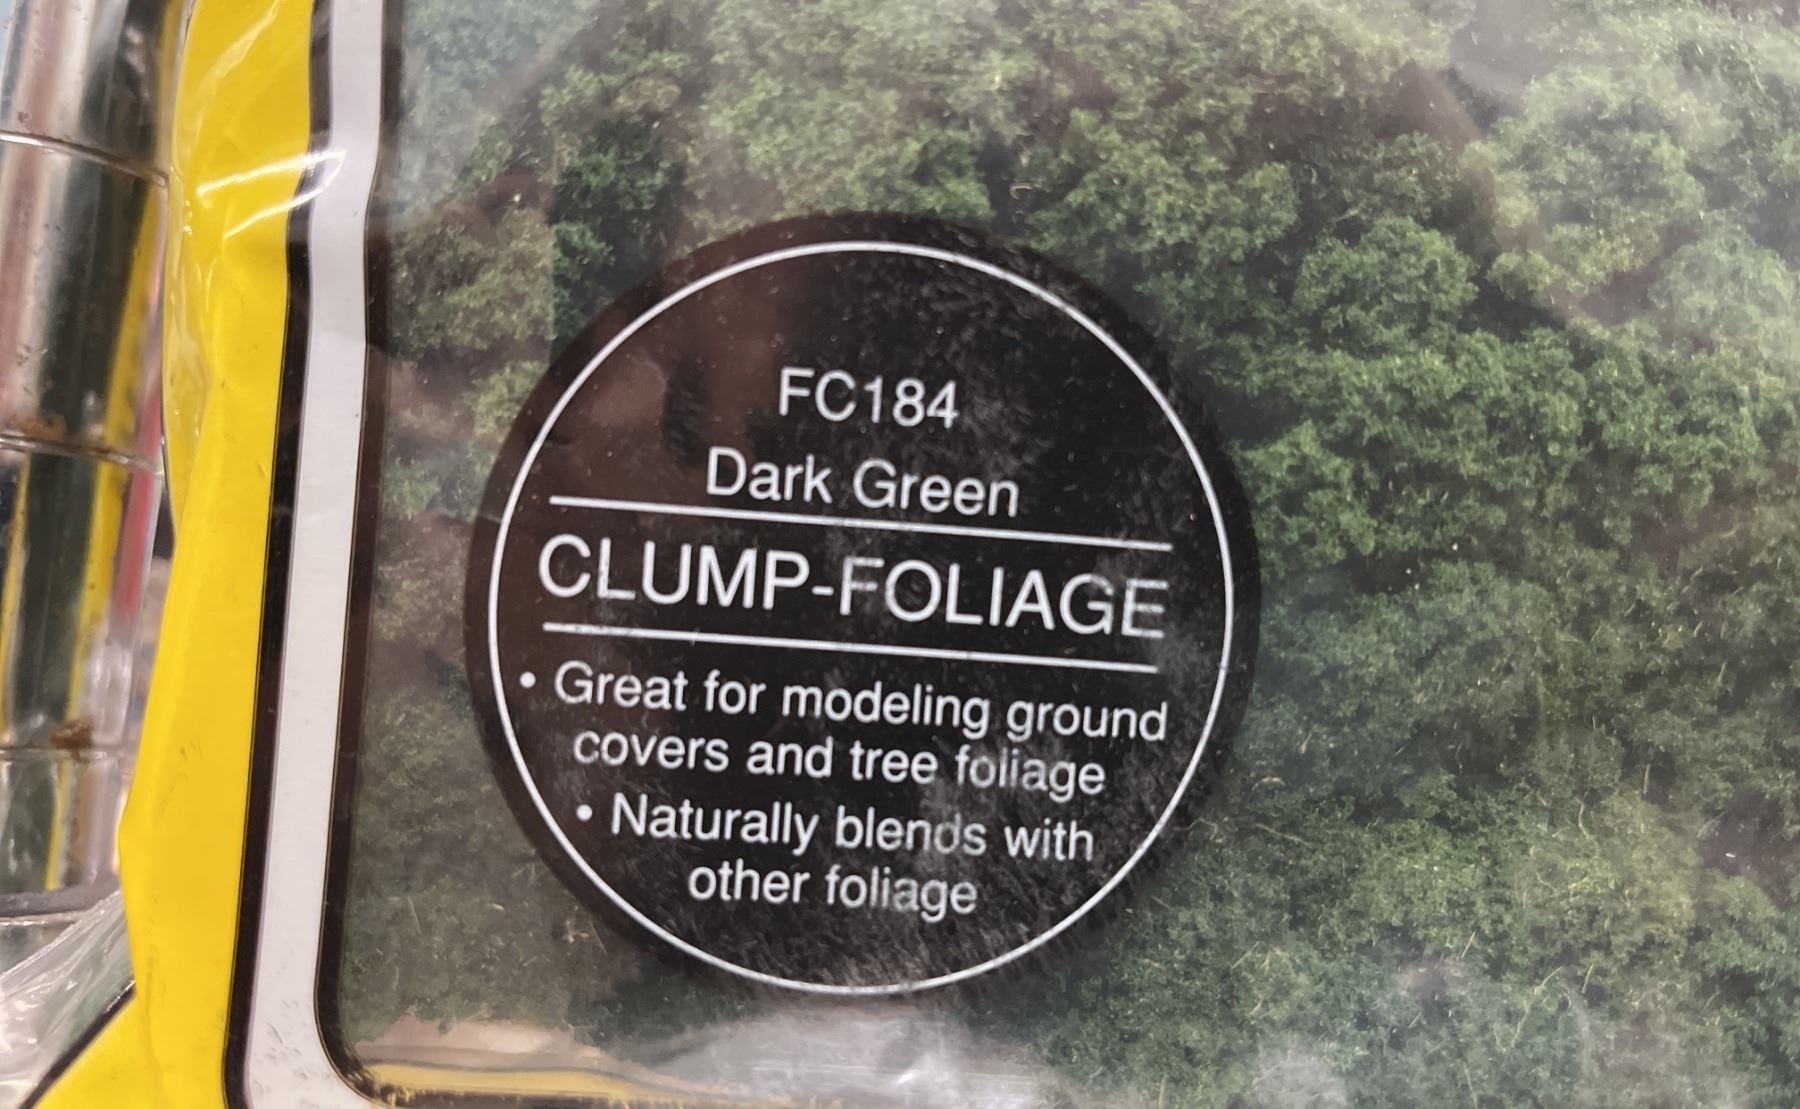 FC184
Dark Green
CLUMP-FOLIAGE
• Great for modeling ground
covers and tree foliage
• Naturally blends with
other foliage